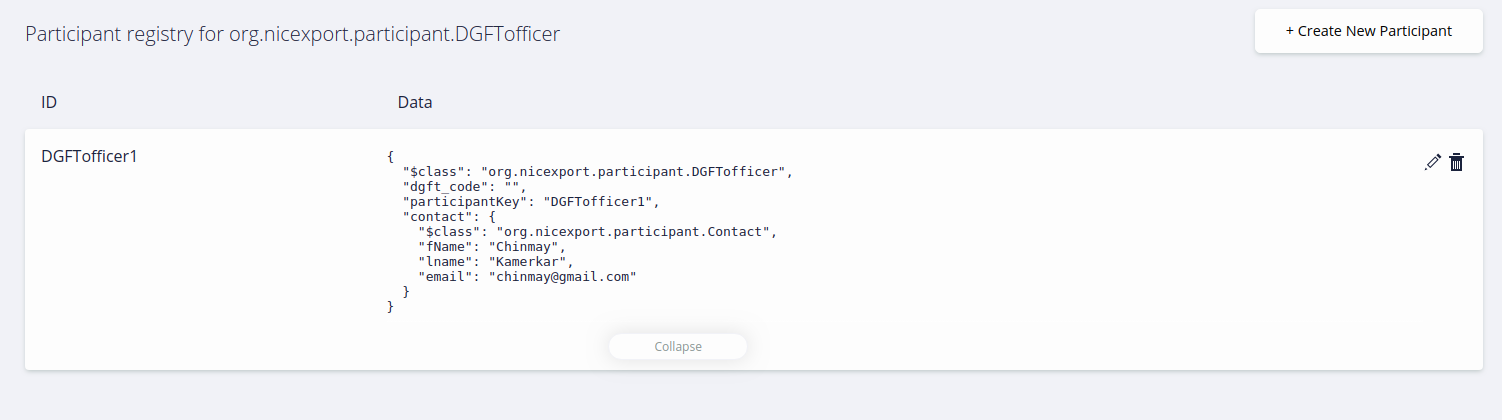 Participant registry for org.nicexport.participant.DGFTofficer
+ Create New Participant
ID Data
DGFTofficer1
{
"$class": "org.nicexport.participant.DGFTofficer",
"dgft_code": "",
"participantKey": "DGFTofficer1",
"contact": {
"$class": "org.nicexport.participant.Contact",
"fName": "Chinmay",
"lname": "Kamerkar",
"email": "chinmay@gmail.com"
}
}
Collapse